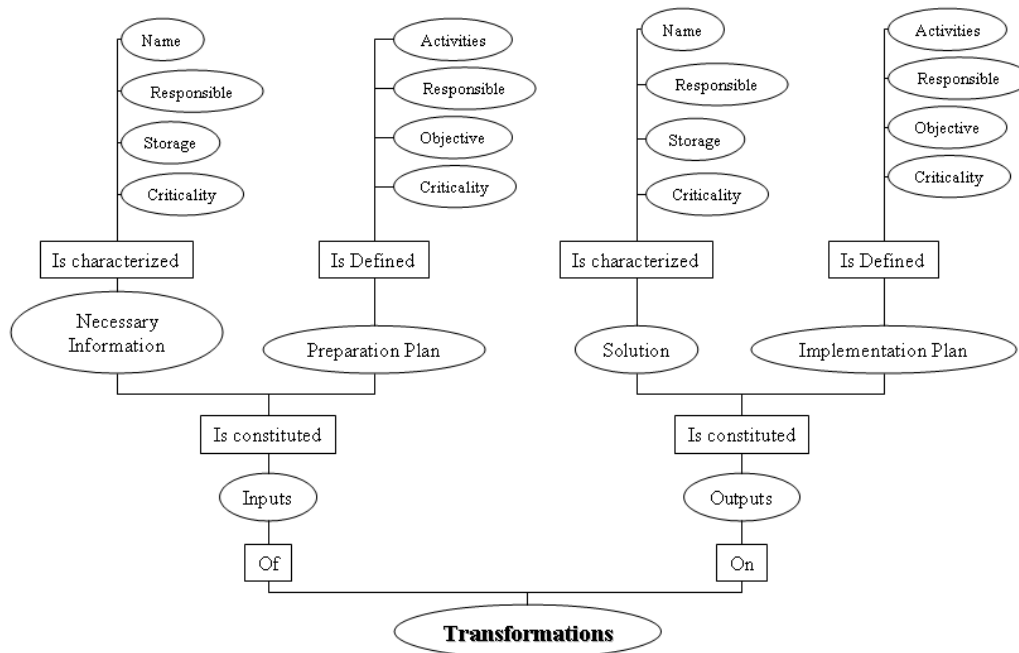 Name
Activities
Name
Activities
Responsible
Responsible
Responsible
Responsible
Storage
Objective
Storage
Objective
Criticality
Criticality
Criticality
Criticality
Is characterized
Is Defined
Is characterized
Is Defined
Necessary
Information
Preparation Plan
Solution
Implementation Plan
Is constituted
Is constituted
Inputs
Outputs
Of
On
Transformations